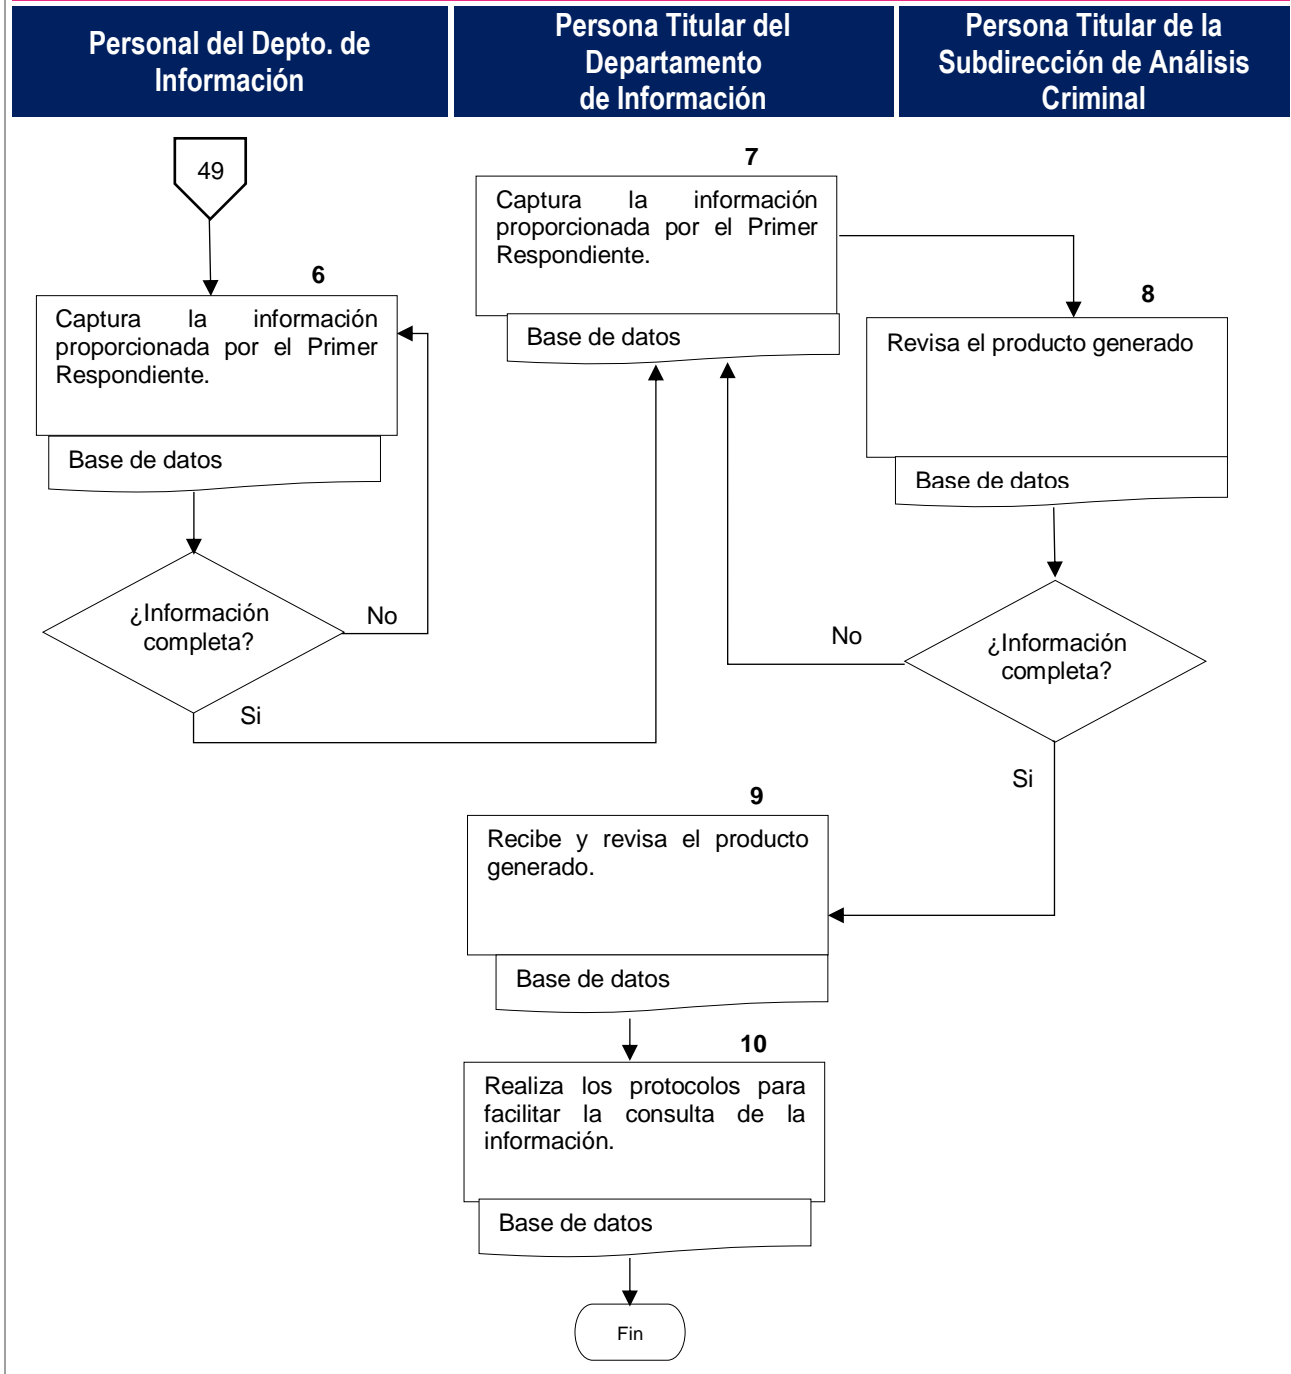 Personal del Depto. de
Información
Persona Titular del
Departamento
de Información
Persona Titular de la
Subdirección de Análisis
Criminal
49
6
Captura la información
proporcionada por el Primer
Respondiente.
Base de datos
¿Información
completa?
No
Si
7
Captura la información
proporcionada por el Primer
Respondiente.
Base de datos
8
Revisa el producto generado
Base de datos
¿Información
completa?
No
Si
9
Recibe y revisa el producto
generado.
Base de datos
10
Realiza los protocolos para
facilitar la consulta de la
información.
Base de datos
Fin